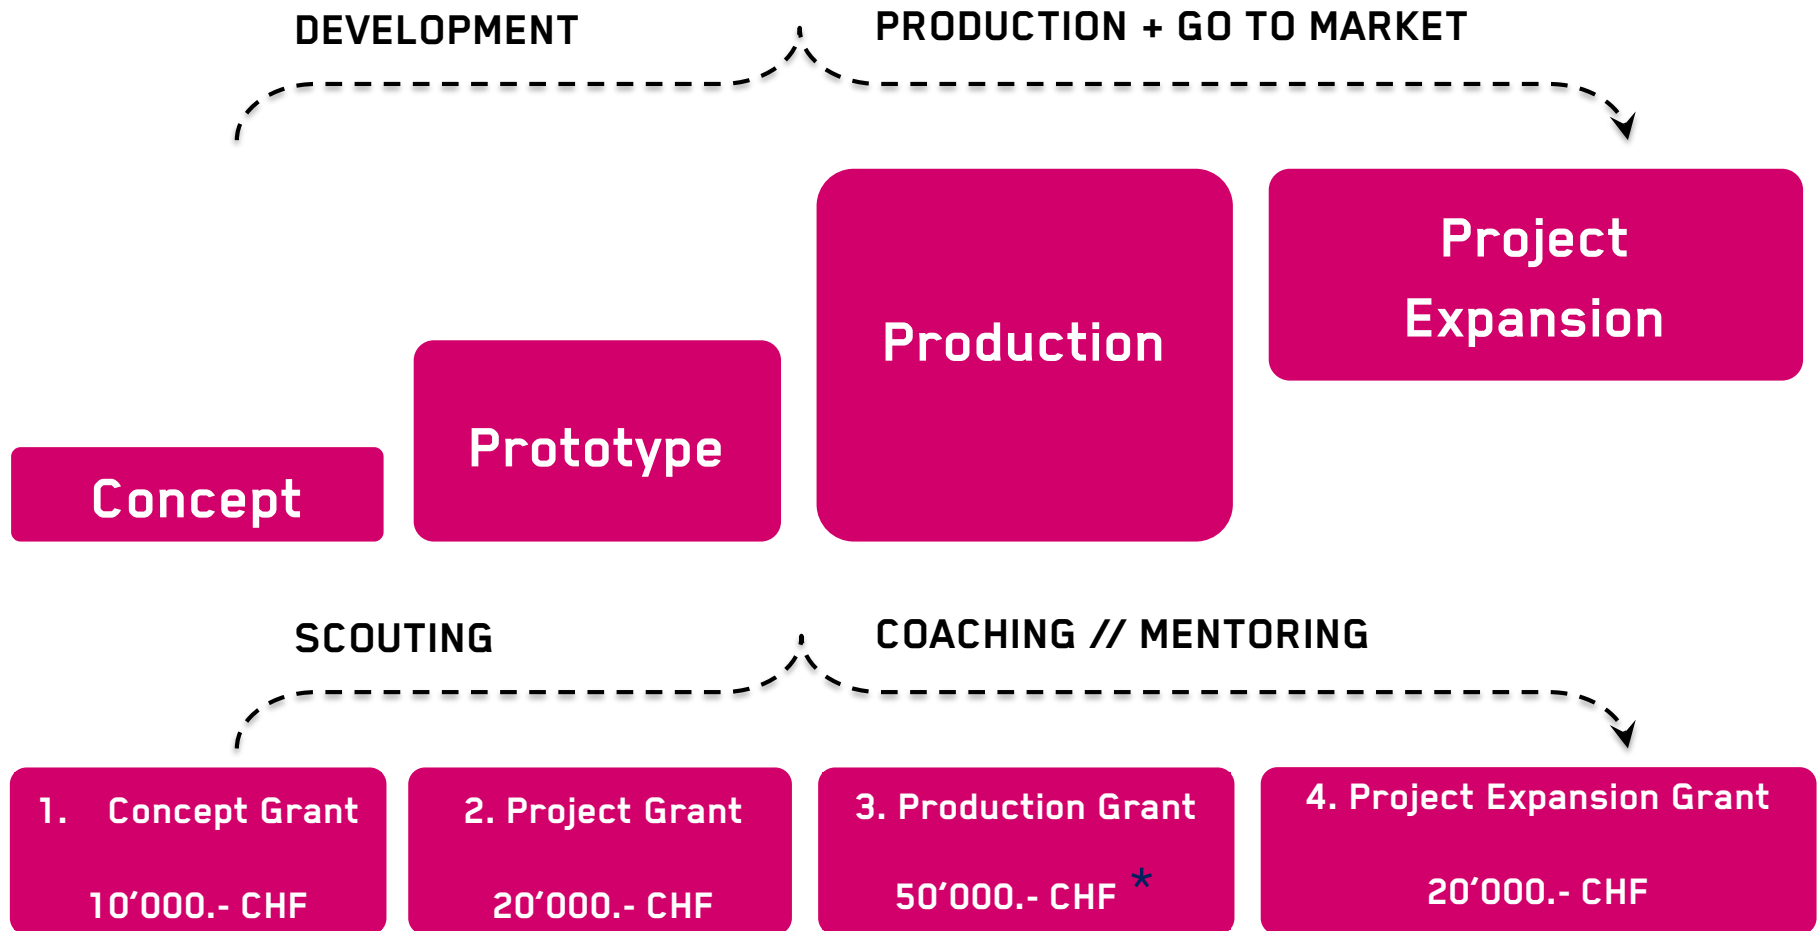 DEVELOPMENT
PRODUCTION + GO TO MARKET
Concept
Prototype
Production
Project
Expansion
SCOUTING
COACHING // MENTORING
1. Concept Grant
10’000.- CHF
2. Project Grant
20’000.- CHF
3. Production Grant
50’000.- CHF *
4. Project Expansion Grant
20’000.- CHF